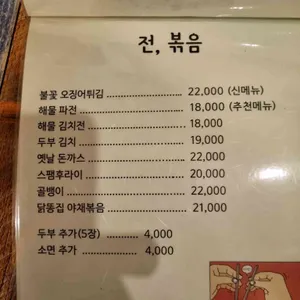 전, 볶음
불꽃 오징어튀김 ........................ 22,000 (신메뉴)
해물 파전 ........................ 18,000 (추천메뉴)
해물 김치전 ........................ 18,000
두부 김치 ........................ 19,000
옛날 돈까스 ........................ 22,000
스팸후라이 ........................ 20,000
골뱅이 ........................ 22,000
닭똥집 야채볶음 ........................ 21,000
두부 추가(5장) ............ 4,000
소면 추가 ............ 4,000